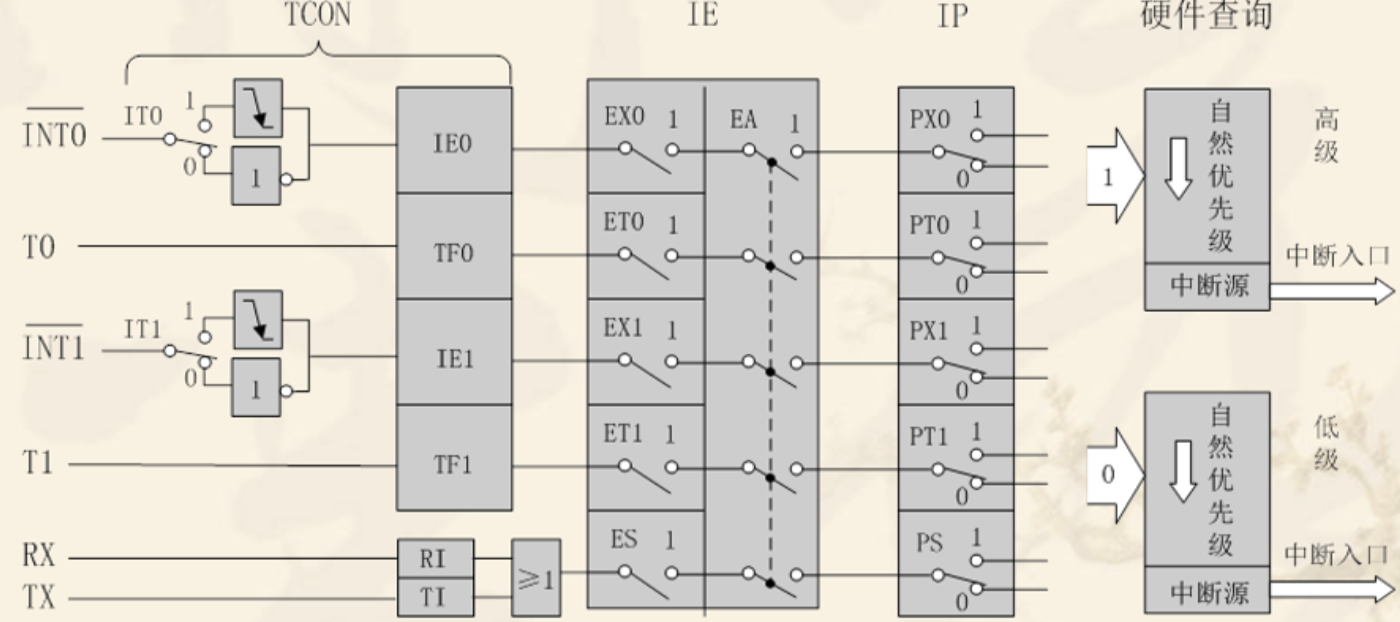 TCON IE IP 硬件查询
INT0 IT0 1 0 1 IE0 EX0 1 EA 1 PX0 1 0
T0 TF0 ET0 1 PT0 1 0
INT1 IT1 1 0 1 IE1 EX1 1 PX1 1 0
T1 TF1 ET1 1 PT1 1 0
RX RI
TX TI
≥1 ES 1 PS 1 0
1
自然优先级
中断源
高级
中断入口
0
自然优先级
中断源
低级
中断入口